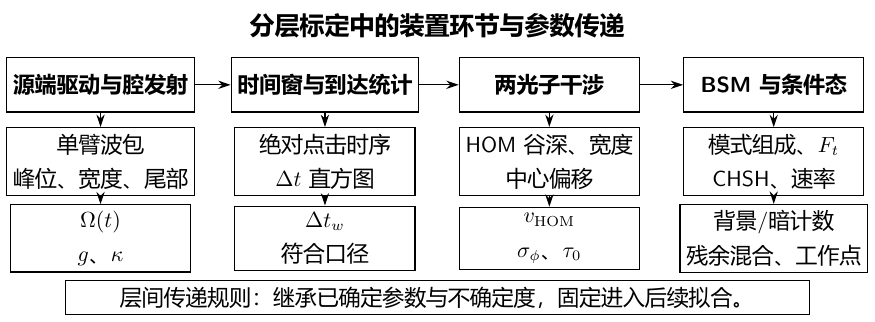 分层标定中的装置环节与参数传递
源端驱动与腔发射
时间窗与到达统计
两光子干涉
BSM 与条件态
单臂波包
峰位、宽度、尾部
绝对点击时序
Δt 直方图
HOM 谷深、宽度
中心偏移
模式组成、F_t
CHSH、速率
Ω(t)
g、κ
Δt_w
符合口径
v_HOM
σ_ϕ、τ_0
背景/暗计数
残余混合、工作点
层间传递规则：继承已确定参数与不确定度，固定进入后续拟合。